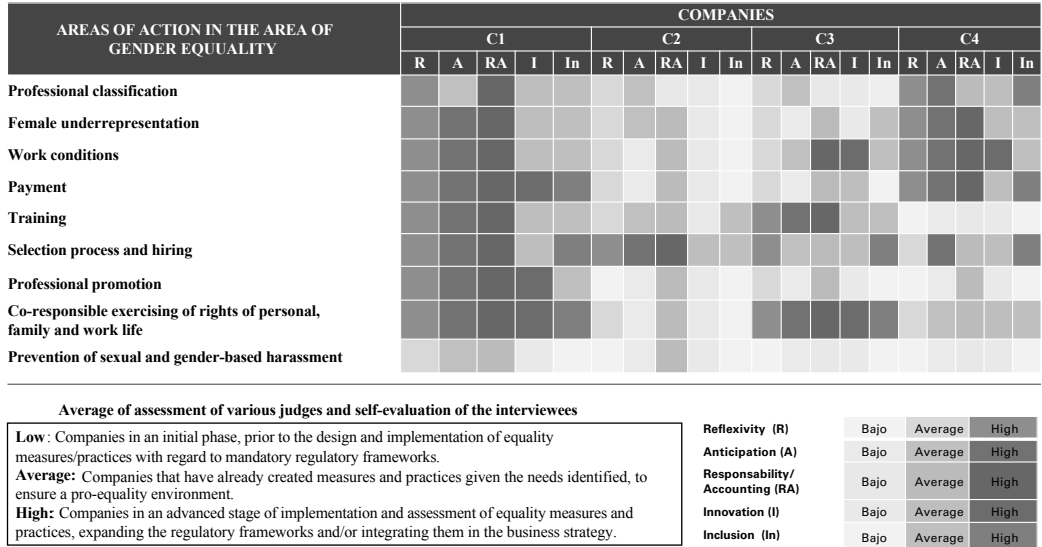 AREAS OF ACTION IN THE AREA OF
GENDER EQUUALITY
COMPANIES
C1 C2 C3 C4
R A RA I In R A RA I In R A RA I In R A RA I In
Professional classification
Female underrepresentation
Work conditions
Payment
Training
Selection process and hiring
Professional promotion
Co-responsible exercising of rights of personal,
family and work life
Prevention of sexual and gender-based harassment
Average of assessment of various judges and self-evaluation of the interviewees
Low: Companies in an initial phase, prior to the design and implementation of equality
measures/practices with regard to mandatory regulatory frameworks.
Average: Companies that have already created measures and practices given the needs identified, to
ensure a pro-equality environment.
High: Companies in an advanced stage of implementation and assessment of equality measures and
practices, expanding the regulatory frameworks and/or integrating them in the business strategy.
Reflexivity (R) Bajo Average High
Anticipation (A) Bajo Average High
Responsability/
Accounting (RA) Bajo Average High
Innovation (I) Bajo Average High
Inclusion (In) Bajo Average High